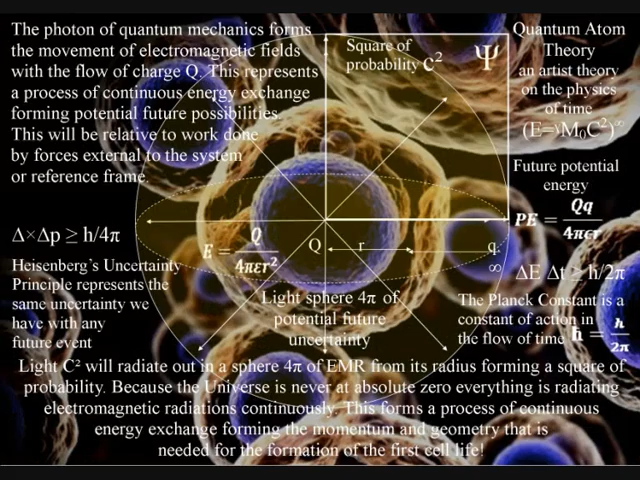 The photon of quantum mechanics forms
the movement of electromagnetic fields
with the flow of charge Q. This represents
a process of continuous energy exchange
forming potential future possibilities.
This will be relative to work done
by forces external to the system
or reference frame.
Square of
probability c²
Ψ
Quantum Atom
Theory
an artist theory
on the physics
of time
(E=\M₀C²)^∞
Future potential
energy
PE = Qq / 4πεr
Δ×Δp ≥ h/4π
E = Q / 4πεr²
Q
r
q.
∞
ΔE Δt ≥ h/2π
Heisenberg's Uncertainty
Principle represents the
same uncertainty we
have with any
future event
Light sphere 4π of
potential future
uncertainty
The Planck Constant is a
constant of action in
the flow of time
ħ = h / 2π
Light C² will radiate out in a sphere 4π of EMR from its radius forming a square of
probability. Because the Universe is never at absolute zero everything is radiating
electromagnetic radiations continuously. This forms a process of continuous
energy exchange forming the momentum and geometry that is
needed for the formation of the first cell life!